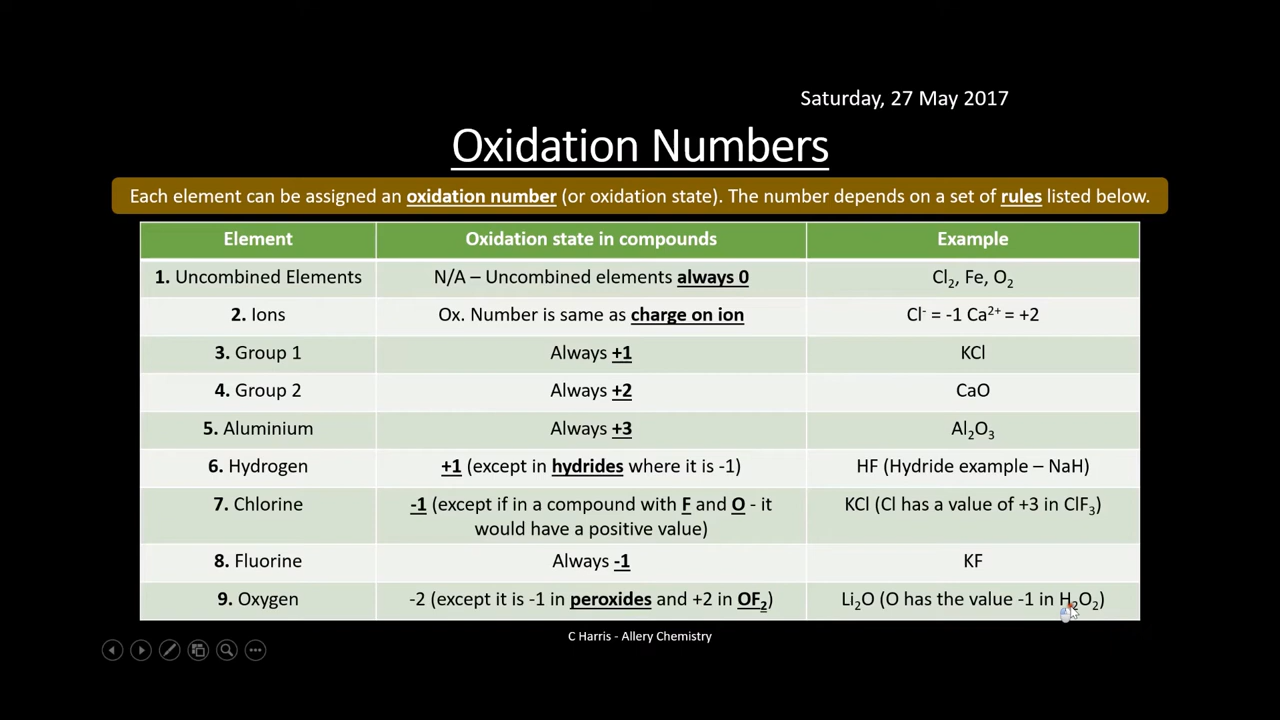 Saturday, 27 May 2017
Oxidation Numbers
Each element can be assigned an oxidation number (or oxidation state). The number depends on a set of rules listed below.
Element Oxidation state in compounds Example
1. Uncombined Elements N/A – Uncombined elements always 0 Cl₂, Fe, O₂
2. Ions Ox. Number is same as charge on ion Cl⁻ = -1 Ca²⁺ = +2
3. Group 1 Always +1 KCl
4. Group 2 Always +2 CaO
5. Aluminium Always +3 Al₂O₃
6. Hydrogen +1 (except in hydrides where it is -1) HF (Hydride example – NaH)
7. Chlorine -1 (except if in a compound with F and O - it KCl (Cl has a value of +3 in ClF₃)
would have a positive value)
8. Fluorine Always -1 KF
9. Oxygen -2 (except it is -1 in peroxides and +2 in OF₂) Li₂O (O has the value -1 in H₂O₂)
C Harris - Allery Chemistry